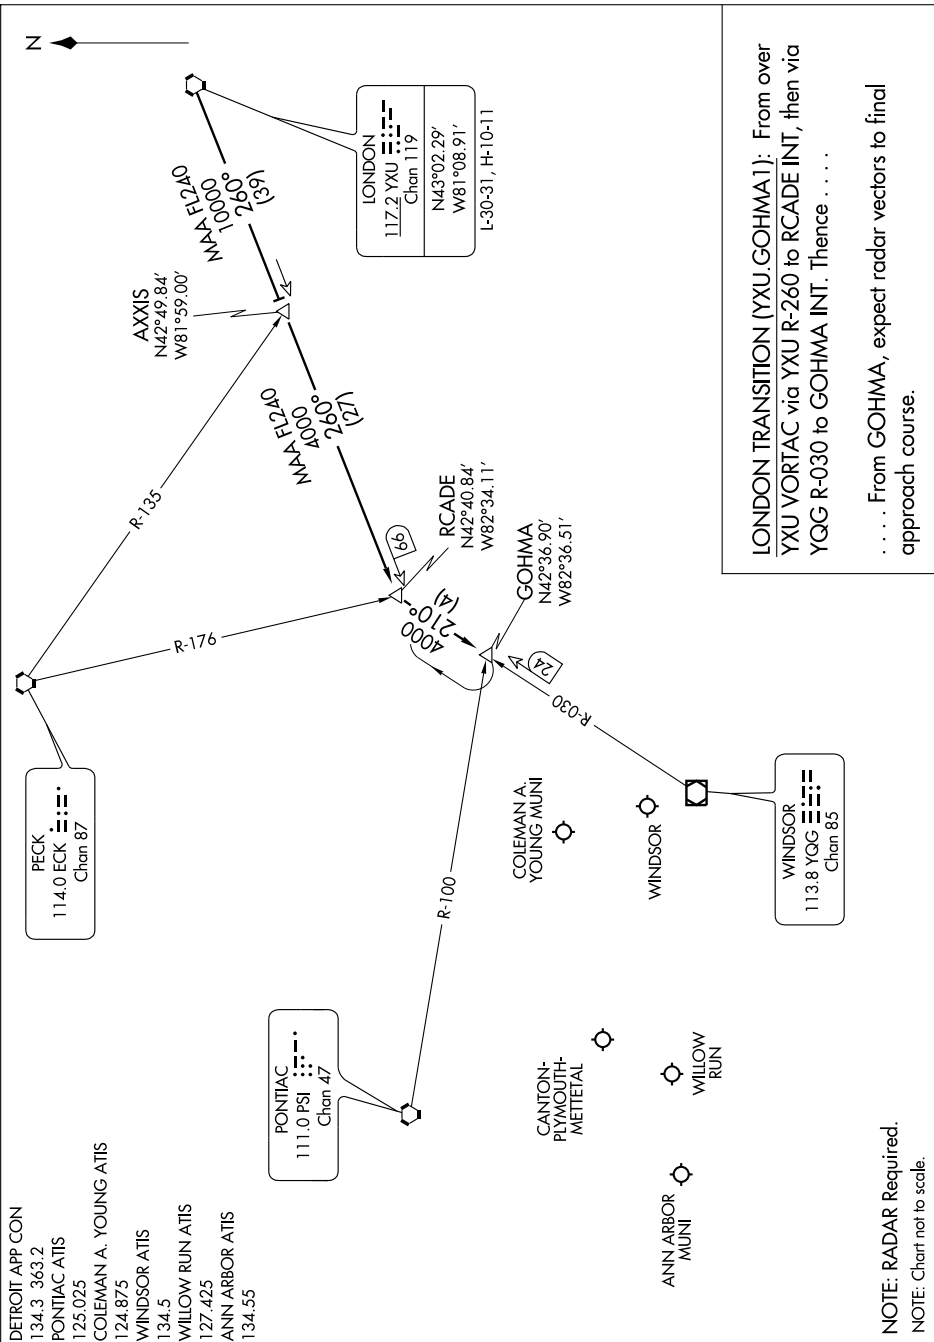 DETROIT APP CON
134.3 363.2
PONTIAC ATIS
125.025
COLEMAN A. YOUNG ATIS
124.875
WINDSOR ATIS
134.5
WILLOW RUN ATIS
127.425
ANN ARBOR ATIS
134.55
PECK
114.0 ECK
Chan 87
N
R-135
R-176
AXXIS
N42°49.84'
W81°59.00'
MAA FL240
10000
260°
(39)
LONDON
117.2 YXU
Chan 119
N43°02.29'
W81°08.91'
L-30-31, H-10-11
MAA FL240
4000
260°
(27)
66
RCADE
N42°40.84'
W82°34.11'
4000
210°
(4)
GOHMA
N42°36.90'
W82°36.51'
24
R-030
R-100
PONTIAC
111.0 PSI
Chan 47
COLEMAN A.
YOUNG MUNI
WINDSOR
WINDSOR
113.8 YQG
Chan 85
CANTON-
PLYMOUTH-
METTETAL
WILLOW
RUN
ANN ARBOR
MUNI
LONDON TRANSITION (YXU.GOHMA1): From over
YXU VORTAC via YXU R-260 to RCADE INT, then via
YQG R-030 to GOHMA INT. Thence . . . .
. . . . From GOHMA, expect radar vectors to final
approach course.
NOTE: RADAR Required.
NOTE: Chart not to scale.